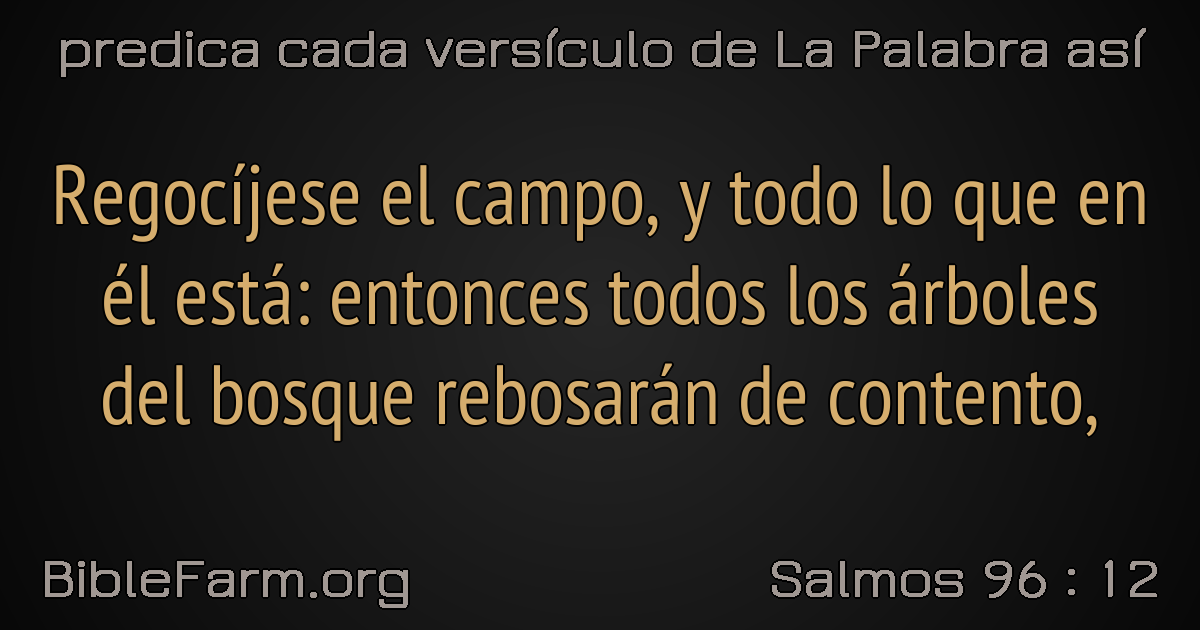 predica cada versículo de La Palabra así
Regocíjese el campo, y todo lo que en
él está: entonces todos los árboles
del bosque rebosarán de contento,
BibleFarm.org
Salmos 96 : 12